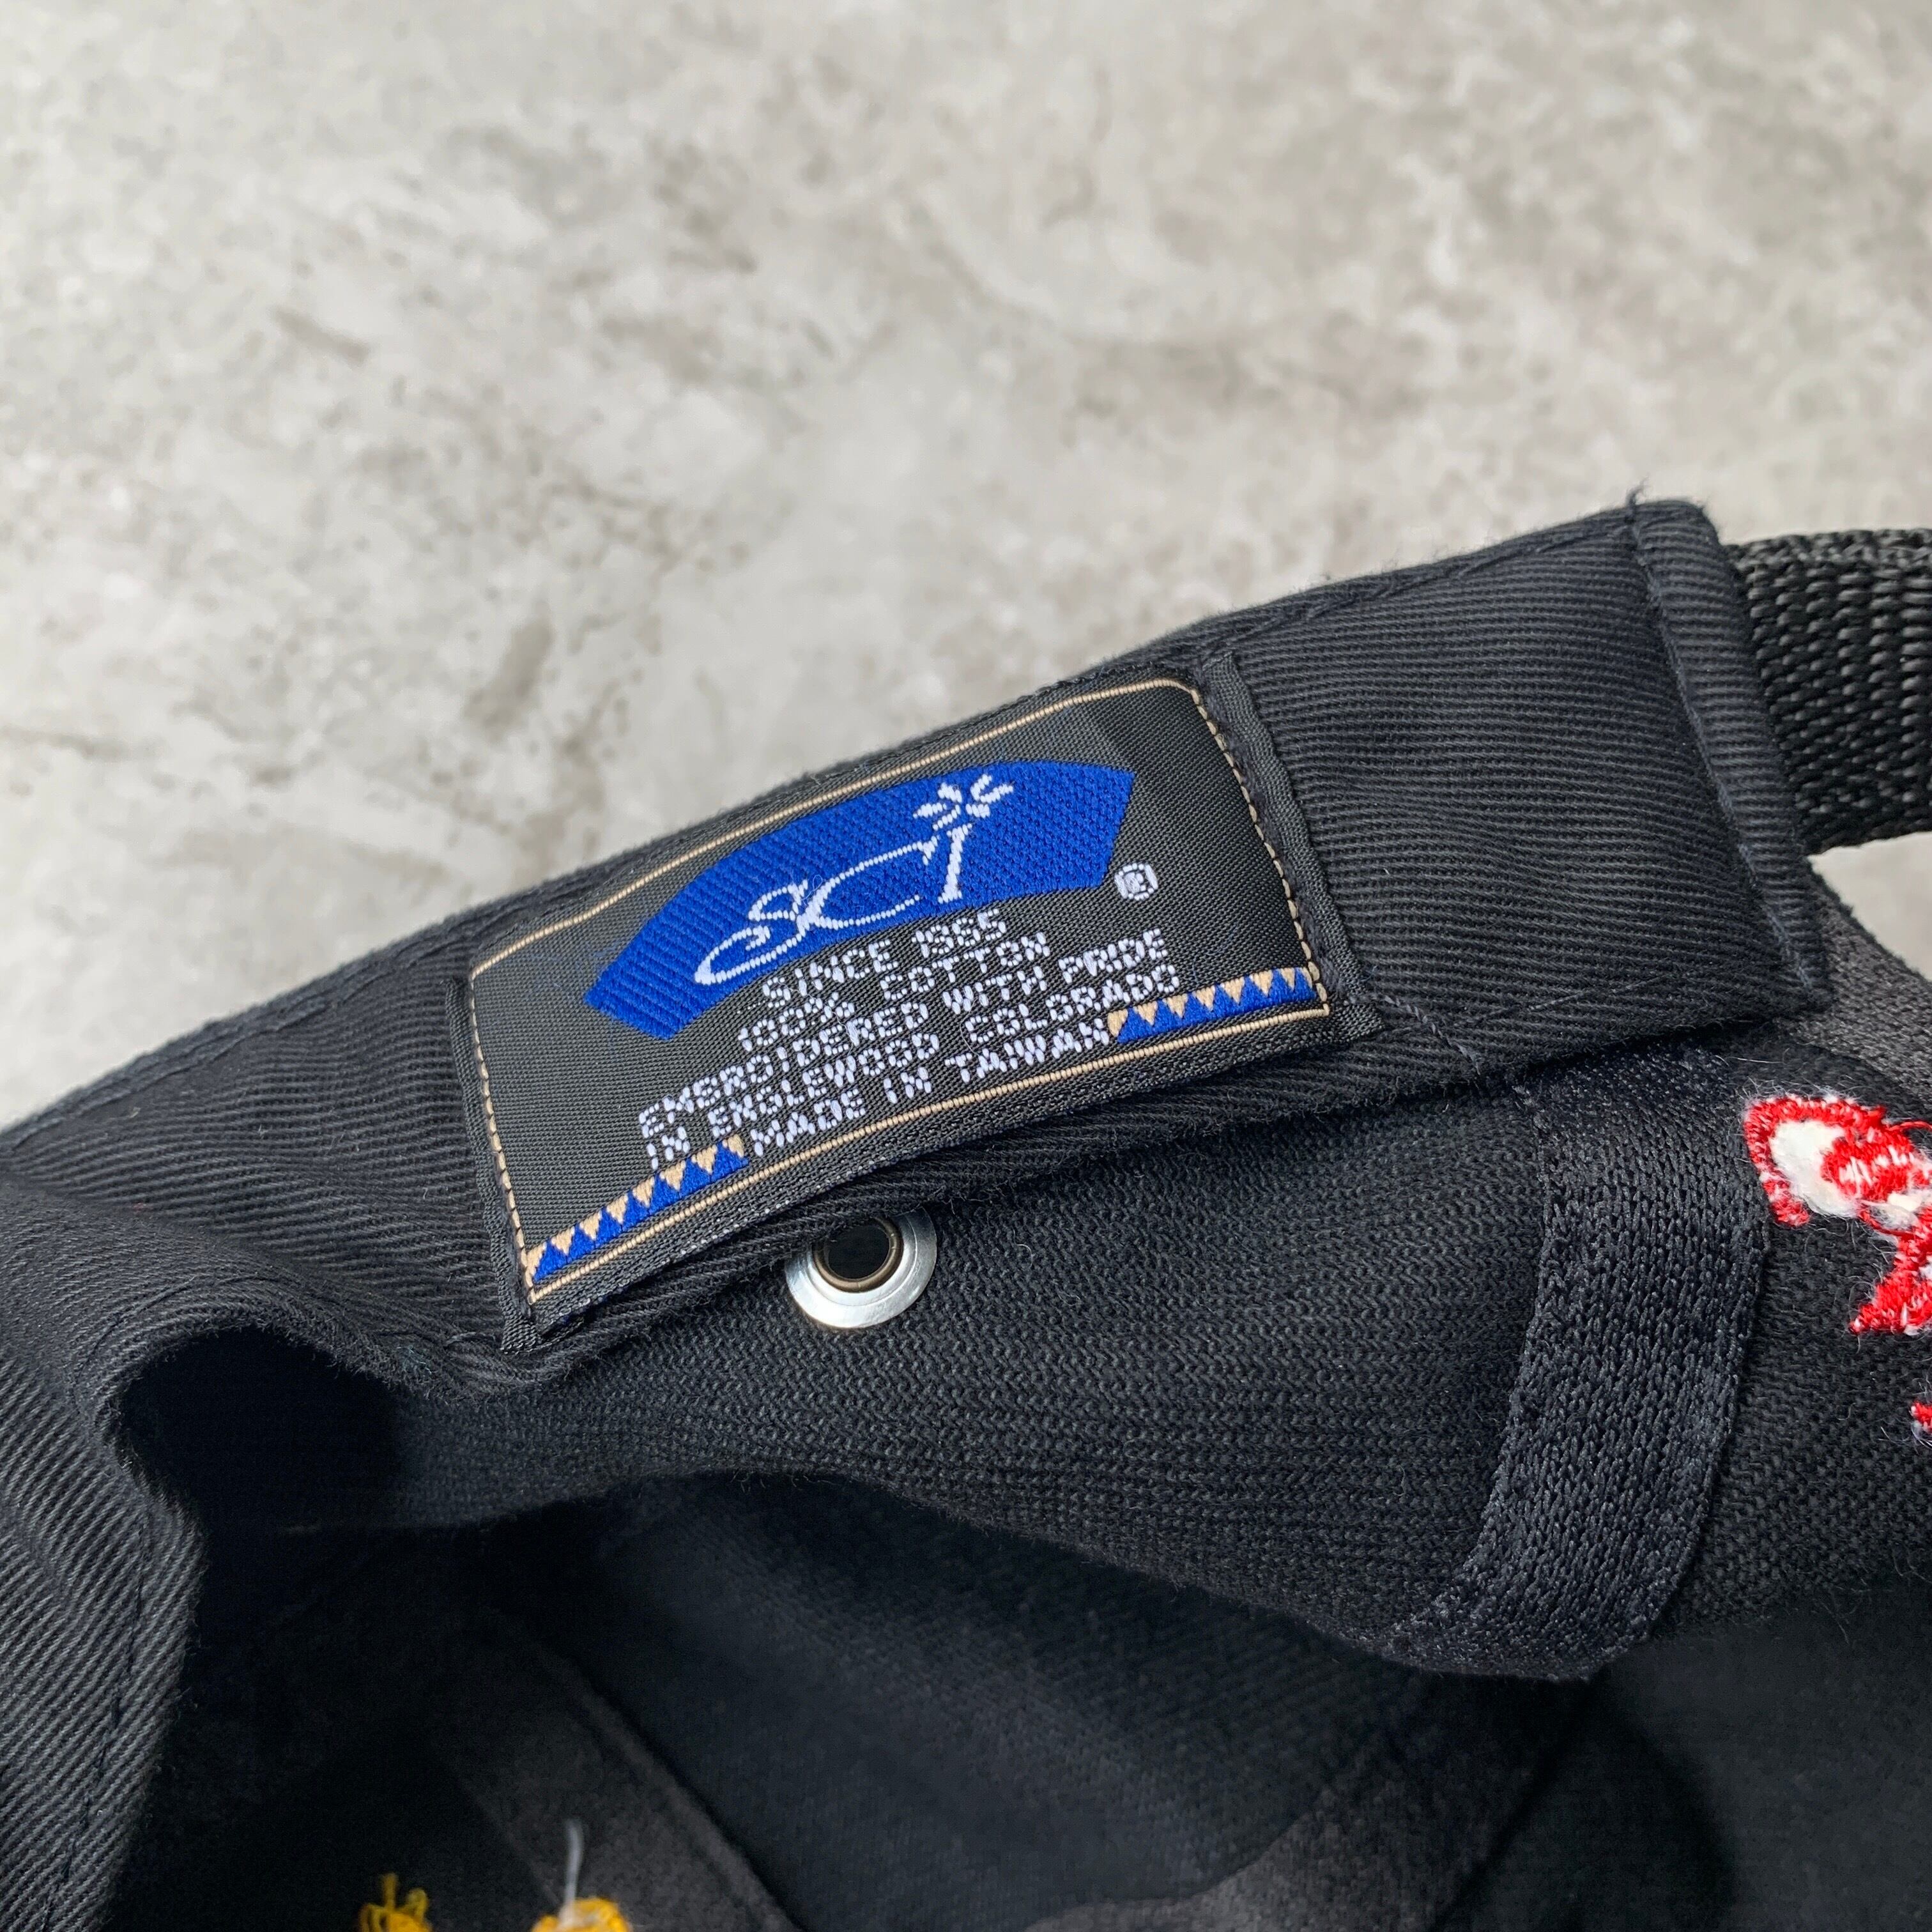 SCI
©
SINCE 1985
100% COTTON
EMBROIDERED WITH PRIDE
IN ENGLEWOOD COLORADO
MADE IN TAIWAN